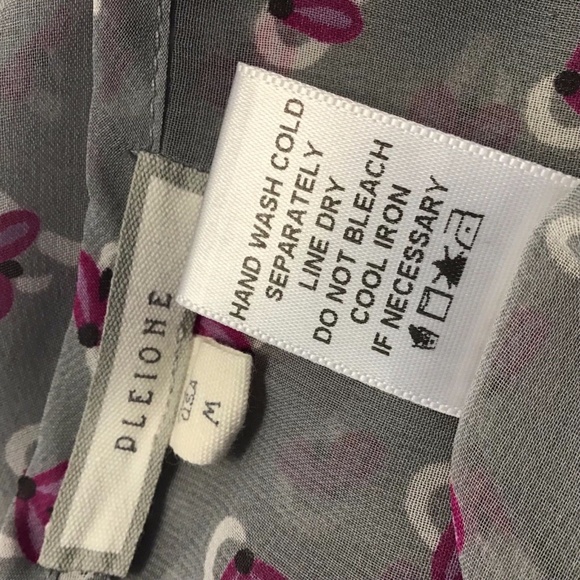 HAND WASH COLD
SEPARATELY
LINE DRY
DO NOT BLEACH
COOL IRON
IF NECESSARY
PLEIONE
U.S.A
M